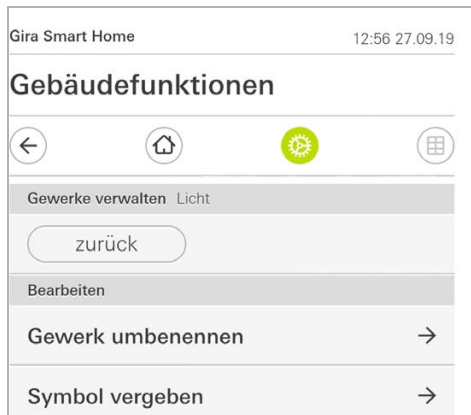 Gira Smart Home 12:56 27.09.19
Gebäudefunktionen
Gewerke verwalten Licht
zurück
Bearbeiten
Gewerk umbenennen
Symbol vergeben